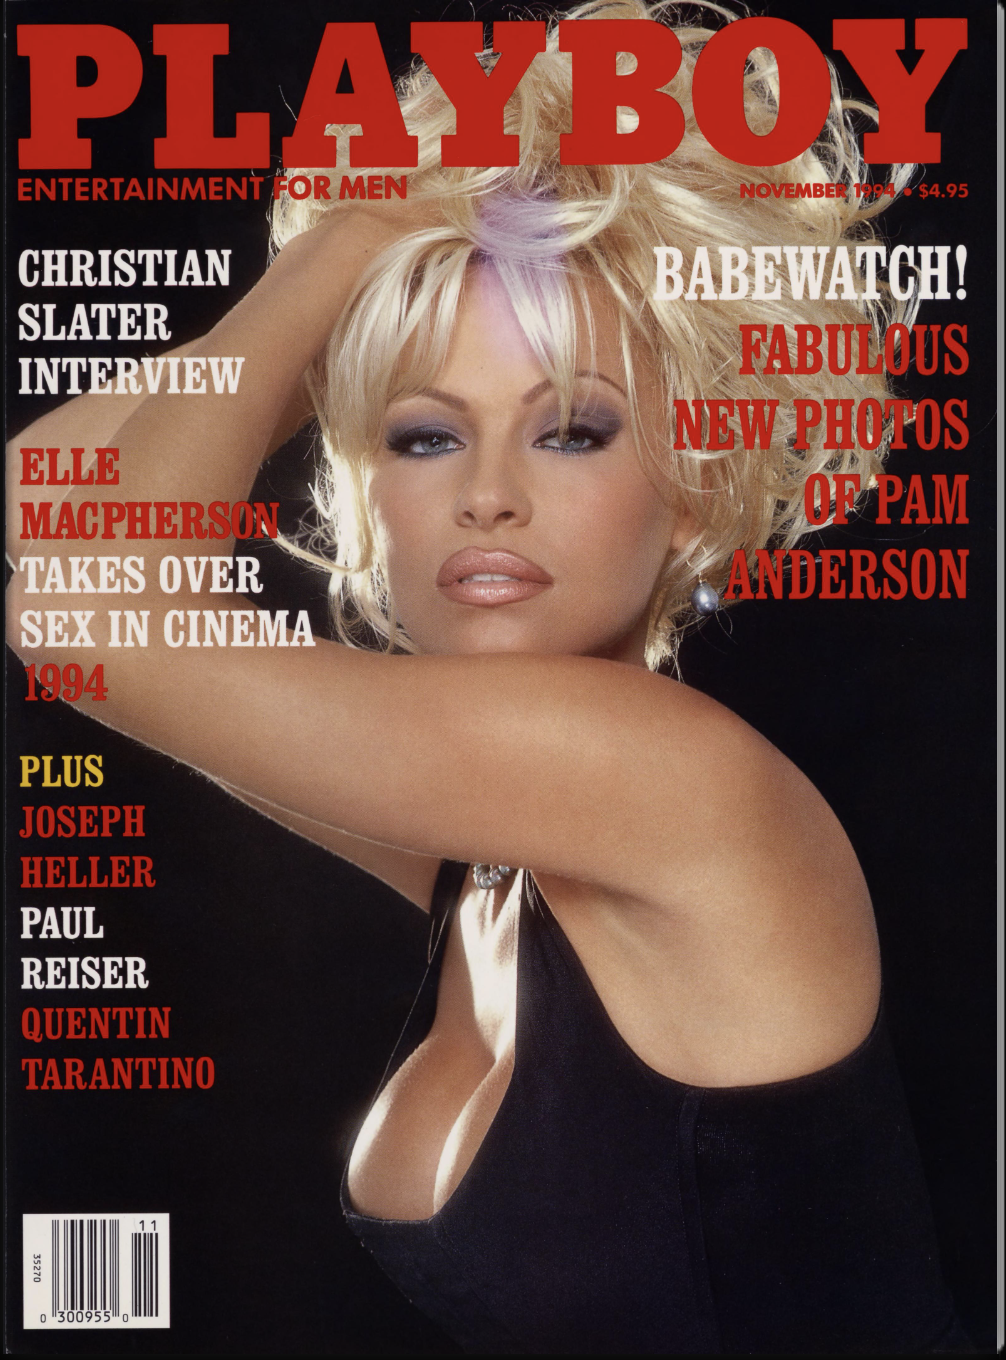 PLAYBOY
ENTERTAINMENT FOR MEN
NOVEMBER 1994 • $4.95
CHRISTIAN
SLATER
INTERVIEW
ELLE
MACPHERSON
TAKES OVER
SEX IN CINEMA
1994
PLUS
JOSEPH
HELLER
PAUL
REISER
QUENTIN
TARANTINO
BABEWATCH!
FABULOUS
NEW PHOTOS
OF PAM
ANDERSON
11
35270
0 300955 0